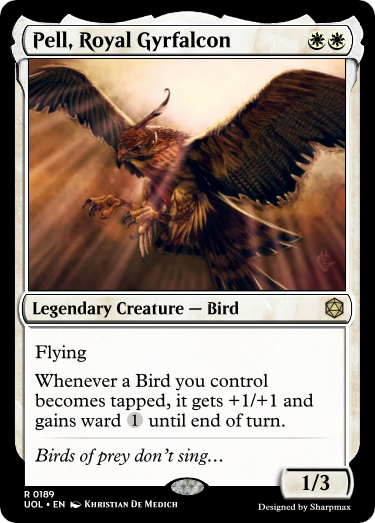 Pell, Royal Gyrfalcon
Legendary Creature — Bird
Flying
Whenever a Bird you control
becomes tapped, it gets +1/+1 and
gains ward 1 until end of turn.
Birds of prey don't sing…
1/3
R 0189
UOL • EN Khristian De Medich
Designed by Sharpmax